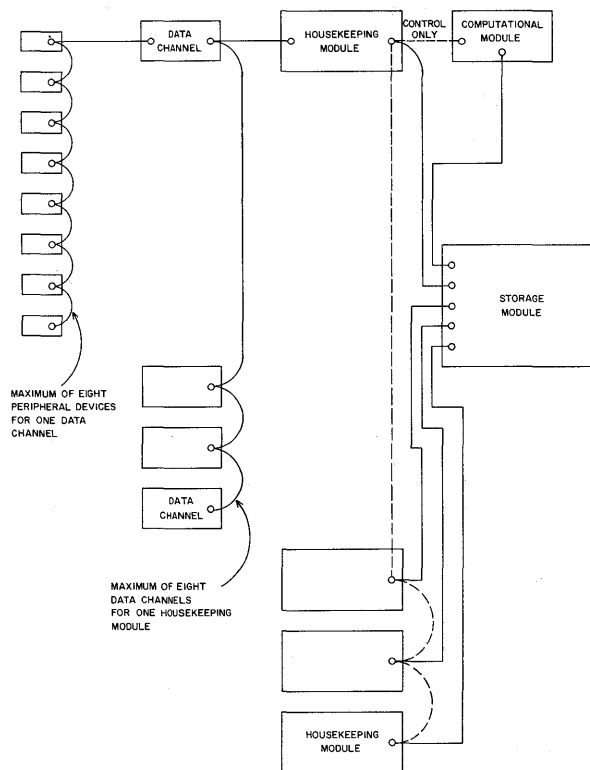 DATA
CHANNEL
HOUSEKEEPING
MODULE
CONTROL
ONLY
COMPUTATIONAL
MODULE
STORAGE
MODULE
MAXIMUM OF EIGHT
PERIPHERAL DEVICES
FOR ONE DATA
CHANNEL
DATA
CHANNEL
MAXIMUM OF EIGHT
DATA CHANNELS
FOR ONE HOUSEKEEPING
MODULE
HOUSEKEEPING
MODULE